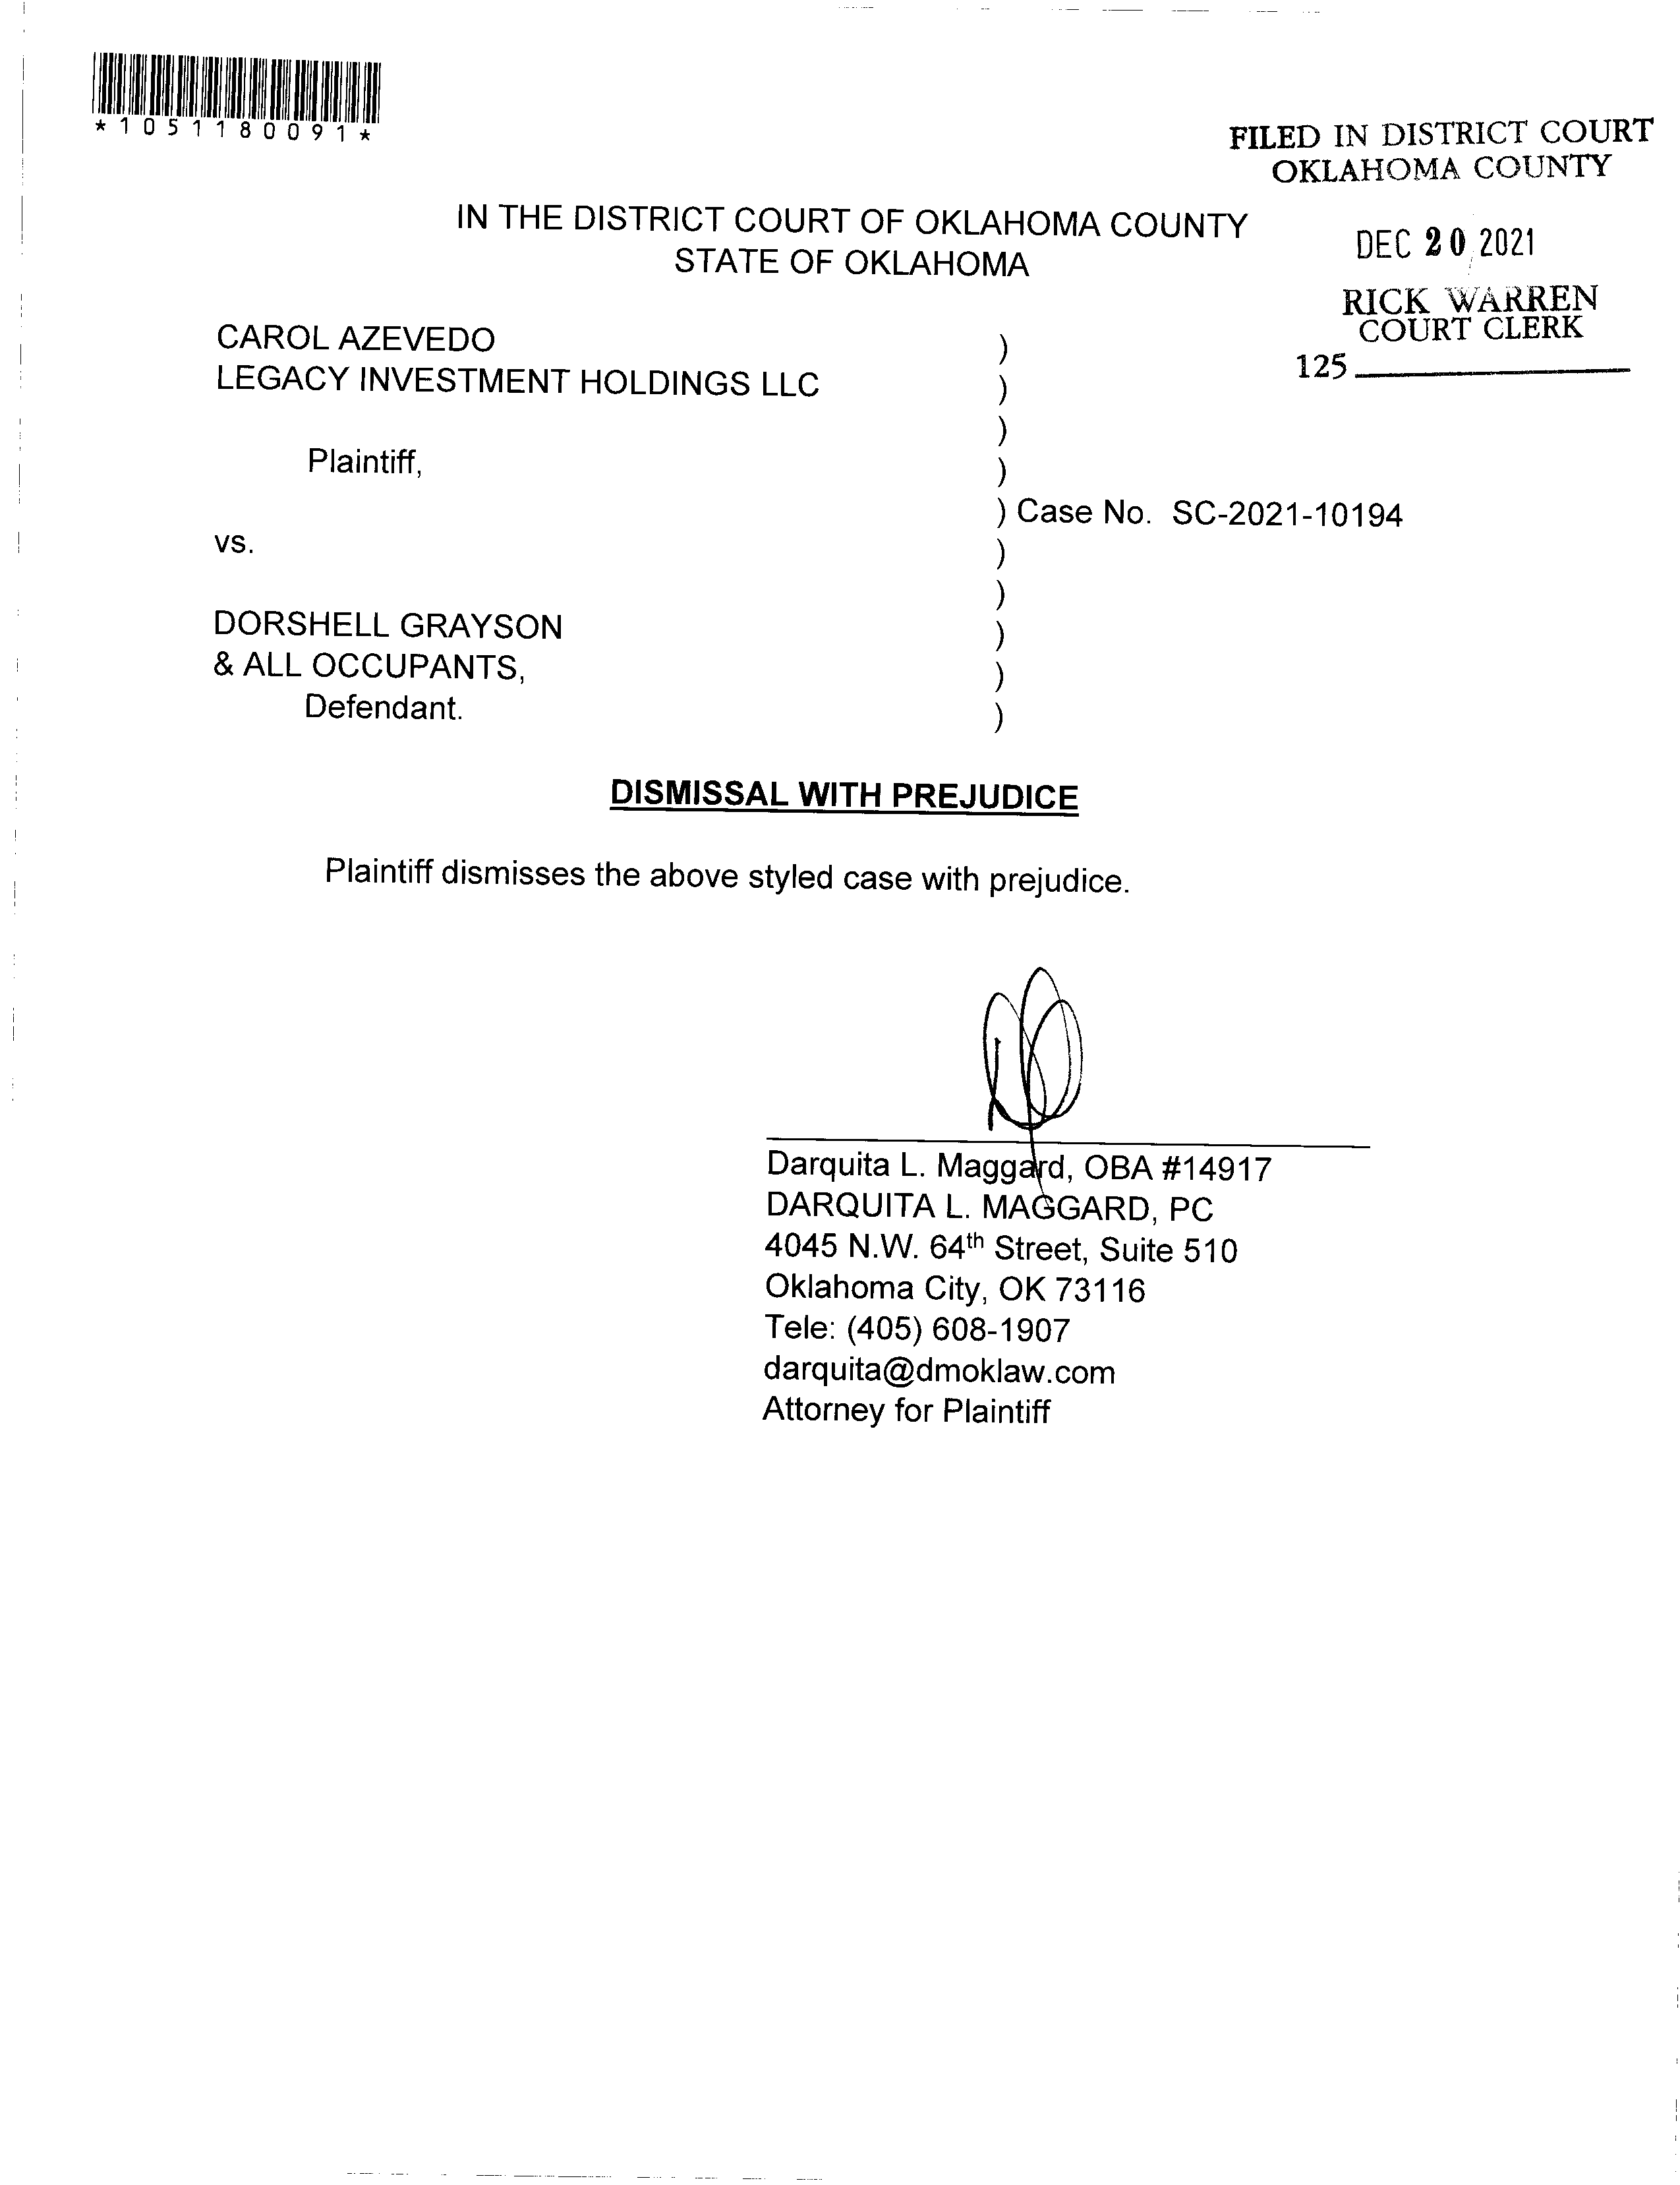 *1051180091*
FILED IN DISTRICT COURT
OKLAHOMA COUNTY
IN THE DISTRICT COURT OF OKLAHOMA COUNTY
STATE OF OKLAHOMA
DEC 20 2021
RICK WARREN
COURT CLERK
125
CAROL AZEVEDO )
LEGACY INVESTMENT HOLDINGS LLC )
)
Plaintiff, )
) Case No. SC-2021-10194
vs. )
)
DORSHELL GRAYSON )
& ALL OCCUPANTS, )
Defendant. )
DISMISSAL WITH PREJUDICE
Plaintiff dismisses the above styled case with prejudice.
Darquita L. Maggard, OBA #14917
DARQUITA L. MAGGARD, PC
4045 N.W. 64th Street, Suite 510
Oklahoma City, OK 73116
Tele: (405) 608-1907
darquita@dmoklaw.com
Attorney for Plaintiff